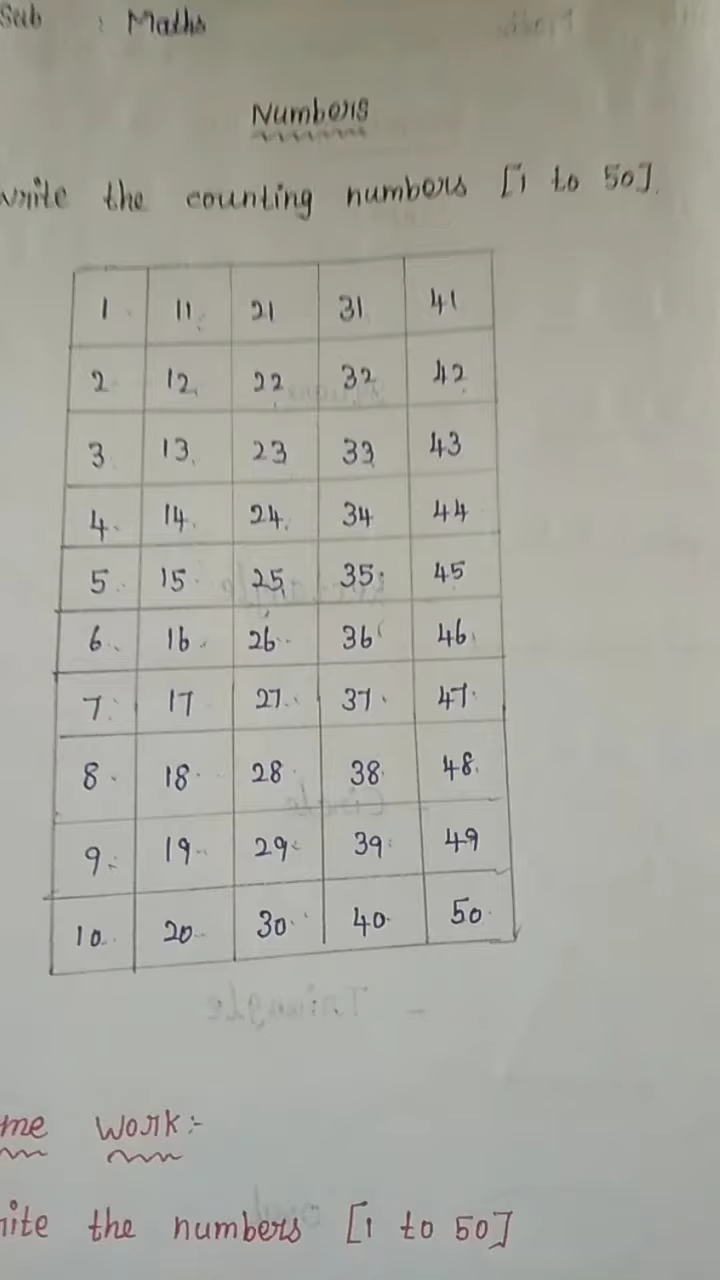 Sub : Maths
Numbers
write the counting numbers [1 to 50].
1 11 21 31 41
2 12 22 32 42
3 13 23 33 43
4 14 24 34 44
5 15 25 35 45
6 16 26 36 46
7 17 27 37 47
8 18 28 38 48
9 19 29 39 49
10 20 30 40 50
me Work:-
rite the numbers [1 to 50]